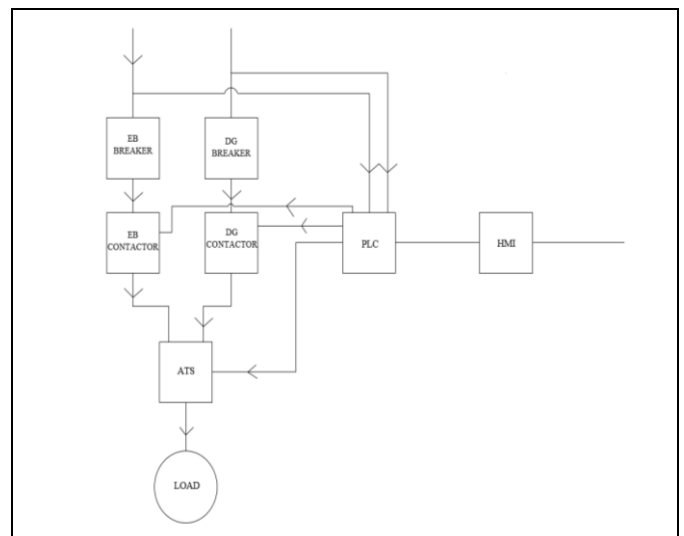 EB
BREAKER
DG
BREAKER
EB
CONTACTOR
DG
CONTACTOR
PLC
HMI
ATS
LOAD